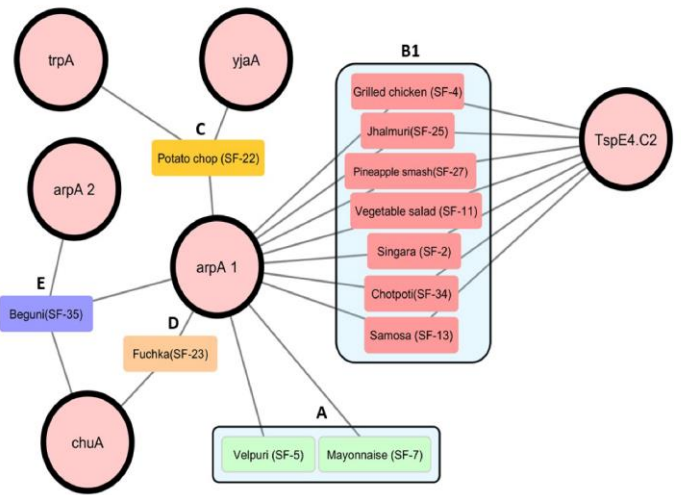 B1
trpA
yjaA
Grilled chicken (SF-4)
C
Jhalmuri(SF-25)
TspE4.C2
Potato chop (SF-22)
Pineapple smash(SF-27)
arpA 2
Vegetable salad (SF-11)
Singara (SF-2)
arpA 1
E
Chotpoti(SF-34)
Beguni(SF-35)
D
Samosa (SF-13)
Fuchka(SF-23)
A
chuA
Velpuri (SF-5)
Mayonnaise (SF-7)